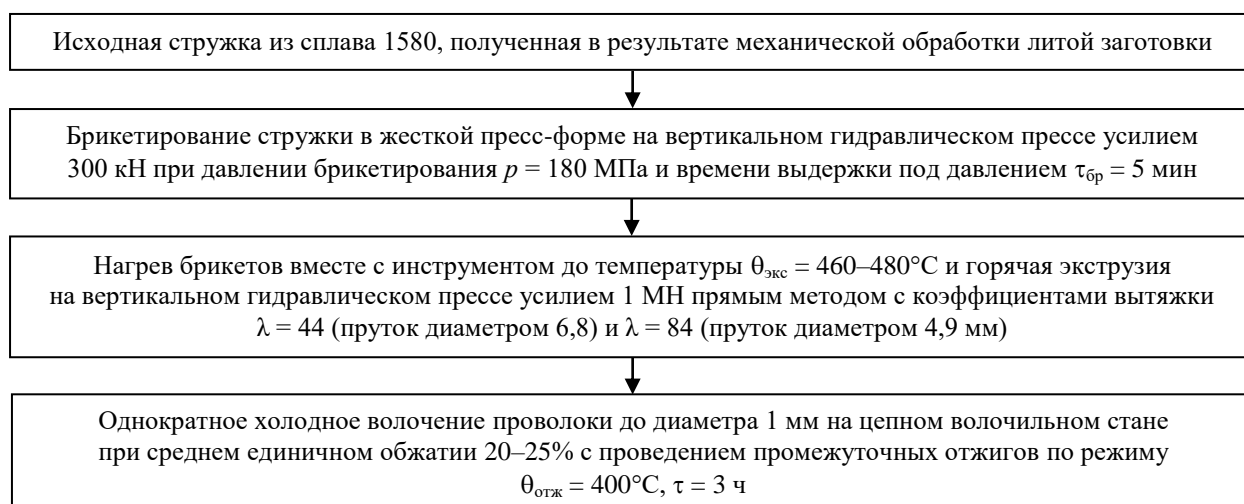 Исходная стружка из сплава 1580, полученная в результате механической обработки литой заготовки
Брикетирование стружки в жесткой пресс-форме на вертикальном гидравлическом прессе усилием
300 кН при давлении брикетирования p = 180 МПа и времени выдержки под давлением τбр = 5 мин
Нагрев брикетов вместе с инструментом до температуры θэкс = 460–480°С и горячая экструзия
на вертикальном гидравлическом прессе усилием 1 МН прямым методом с коэффициентами вытяжки
λ = 44 (пруток диаметром 6,8) и λ = 84 (пруток диаметром 4,9 мм)
Однократное холодное волочение проволоки до диаметра 1 мм на цепном волочильном стане
при среднем единичном обжатии 20–25% с проведением промежуточных отжигов по режиму
θотж = 400°С, τ = 3 ч